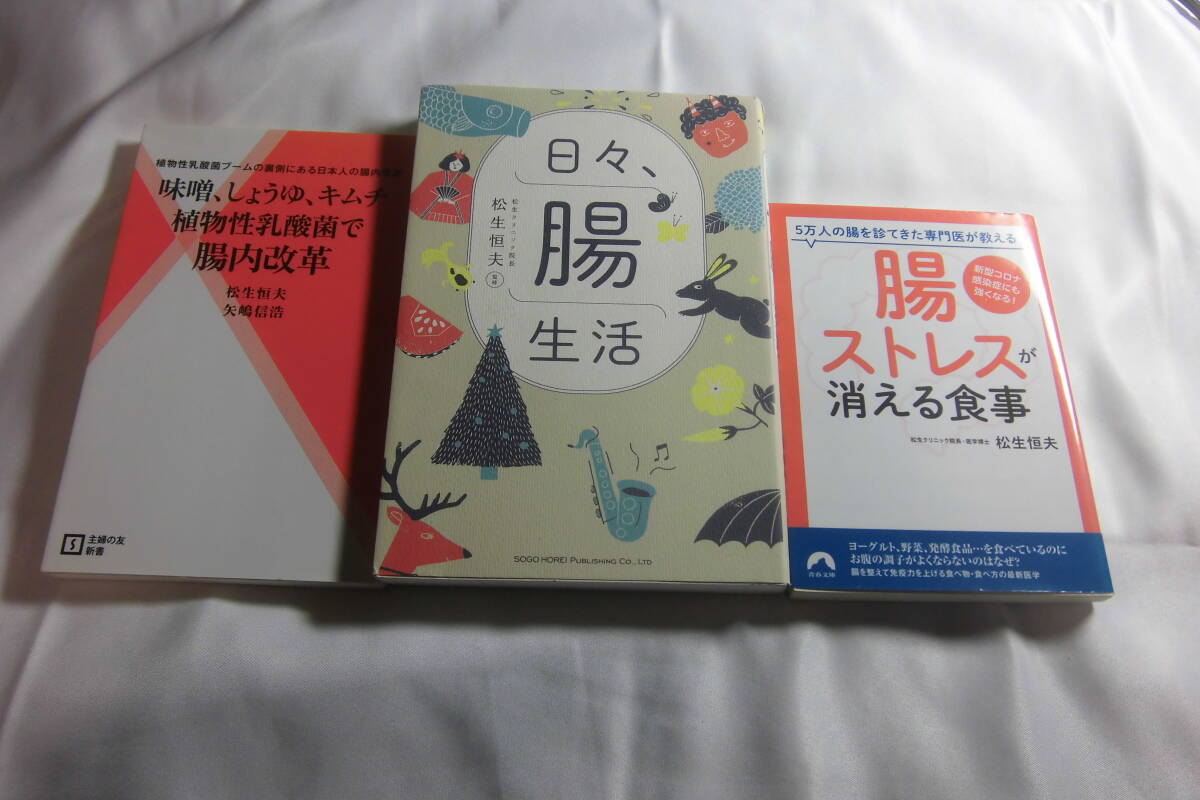 植物性乳酸菌ブームの裏側にある日本人の腸内
味噌、しょうゆ、キムチ
植物性乳酸菌で
腸内改革
松生恒夫
矢嶋信浩
S
主婦の友
新書
日々、
腸
生活
松生クリニック院長
松生恒夫 監修
SOGO HOREI PUBLISHING CO., LTD
5万人の腸を診てきた専門医が教える
腸
ストレスが
消える食事
新型コロナ
感染症にも
強くなる!
松生クリニック院長・医学博士 松生恒夫
青春文庫
ヨーグルト、野菜、発酵食品…を食べているのに
お腹の調子がよくならないのはなぜ?
腸を整えて免疫力を上げる食べ物・食べ方の最新医学